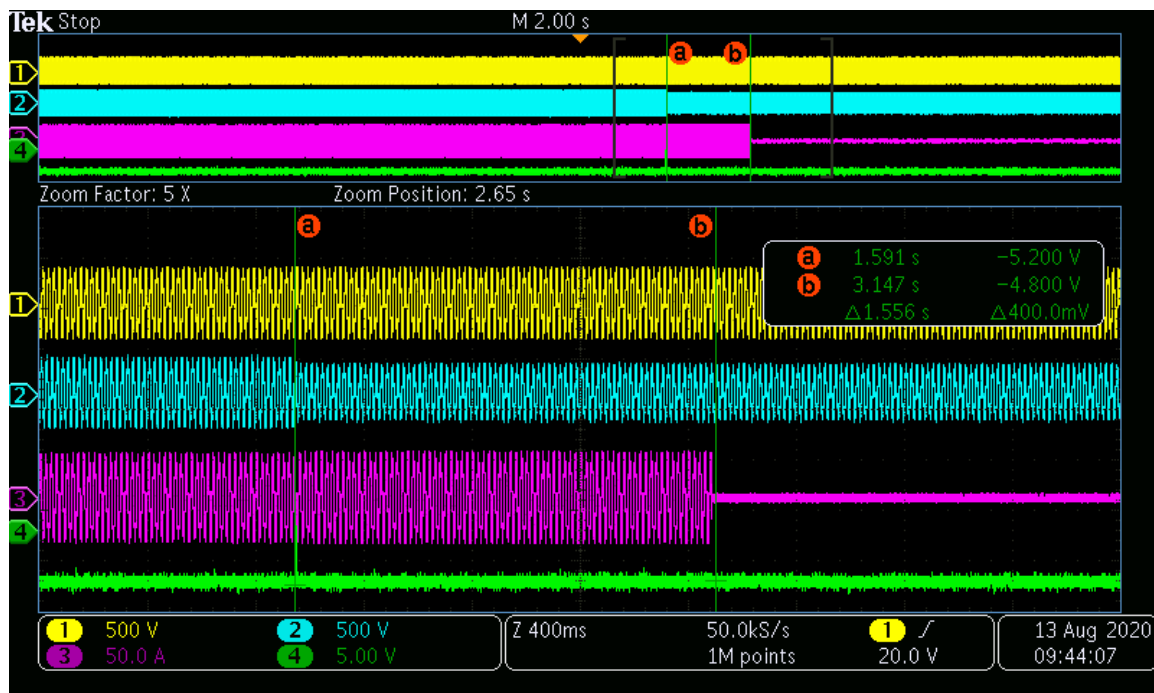 Tek Stop M 2.00 s
a b
1
2
3
4
Zoom Factor: 5 X Zoom Position: 2.65 s
a b
a 1.591 s -5.200 V
b 3.147 s -4.800 V
△1.556 s △400.0mV
1
2
3
4
1 500 V 2 500 V Z 400ms 50.0kS/s 1 13 Aug 2020
3 50.0 A 4 5.00 V 1M points 20.0 V 09:44:07